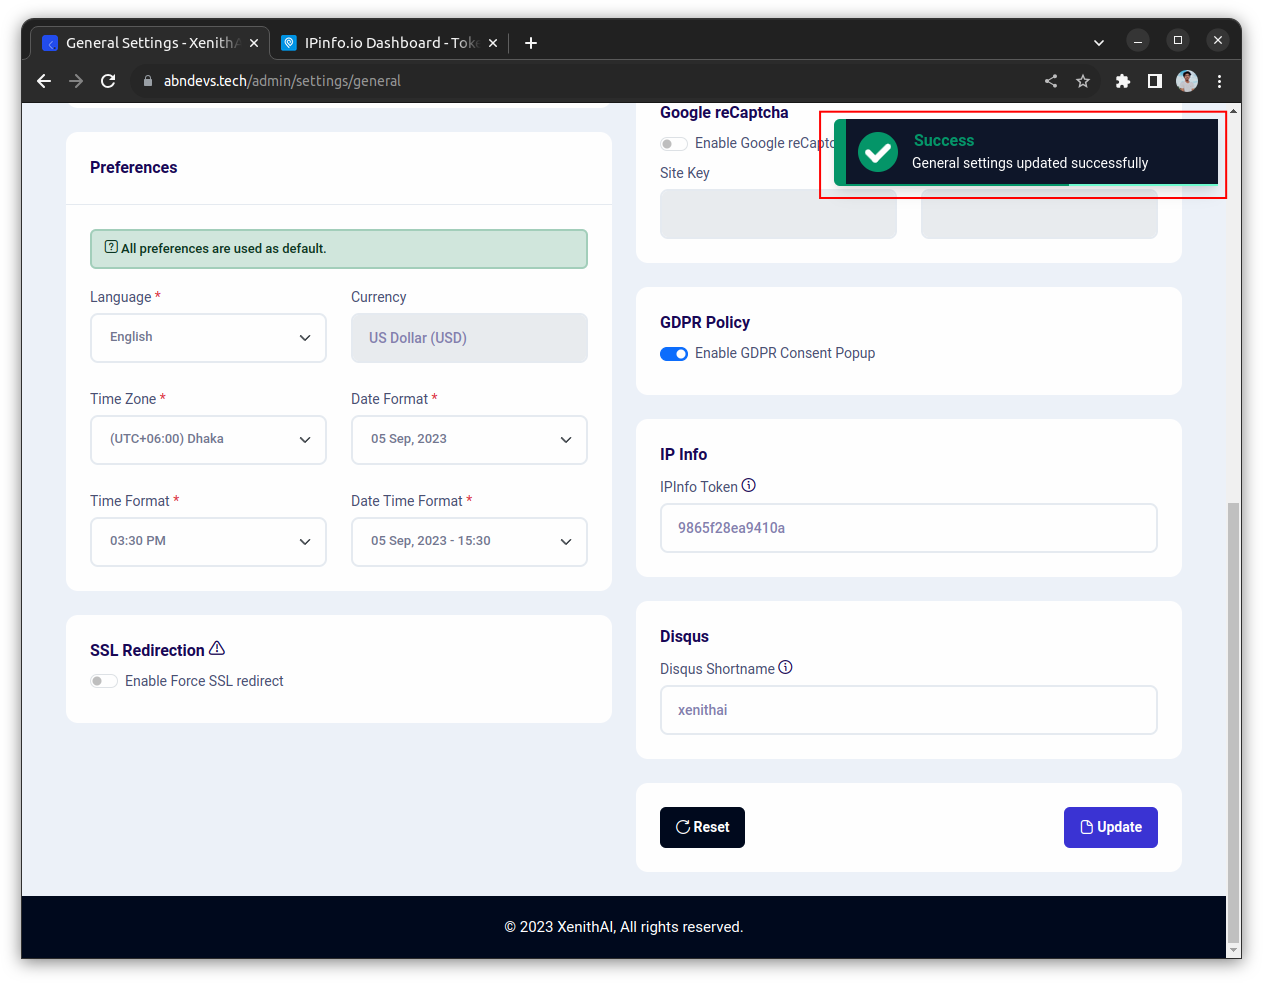 General Settings - XenithA
IPinfo.io Dashboard - Toke
abndevs.tech/admin/settings/general
Preferences
All preferences are used as default.
Language *
Currency
English
US Dollar (USD)
Time Zone *
Date Format *
(UTC+06:00) Dhaka
05 Sep, 2023
Time Format *
Date Time Format *
03:30 PM
05 Sep, 2023 - 15:30
SSL Redirection
Enable Force SSL redirect
Google reCaptcha
Enable Google reCaptc
Site Key
Success
General settings updated successfully
GDPR Policy
Enable GDPR Consent Popup
IP Info
IPInfo Token
9865f28ea9410a
Disqus
Disqus Shortname
xenithai
Reset
Update
© 2023 XenithAI, All rights reserved.